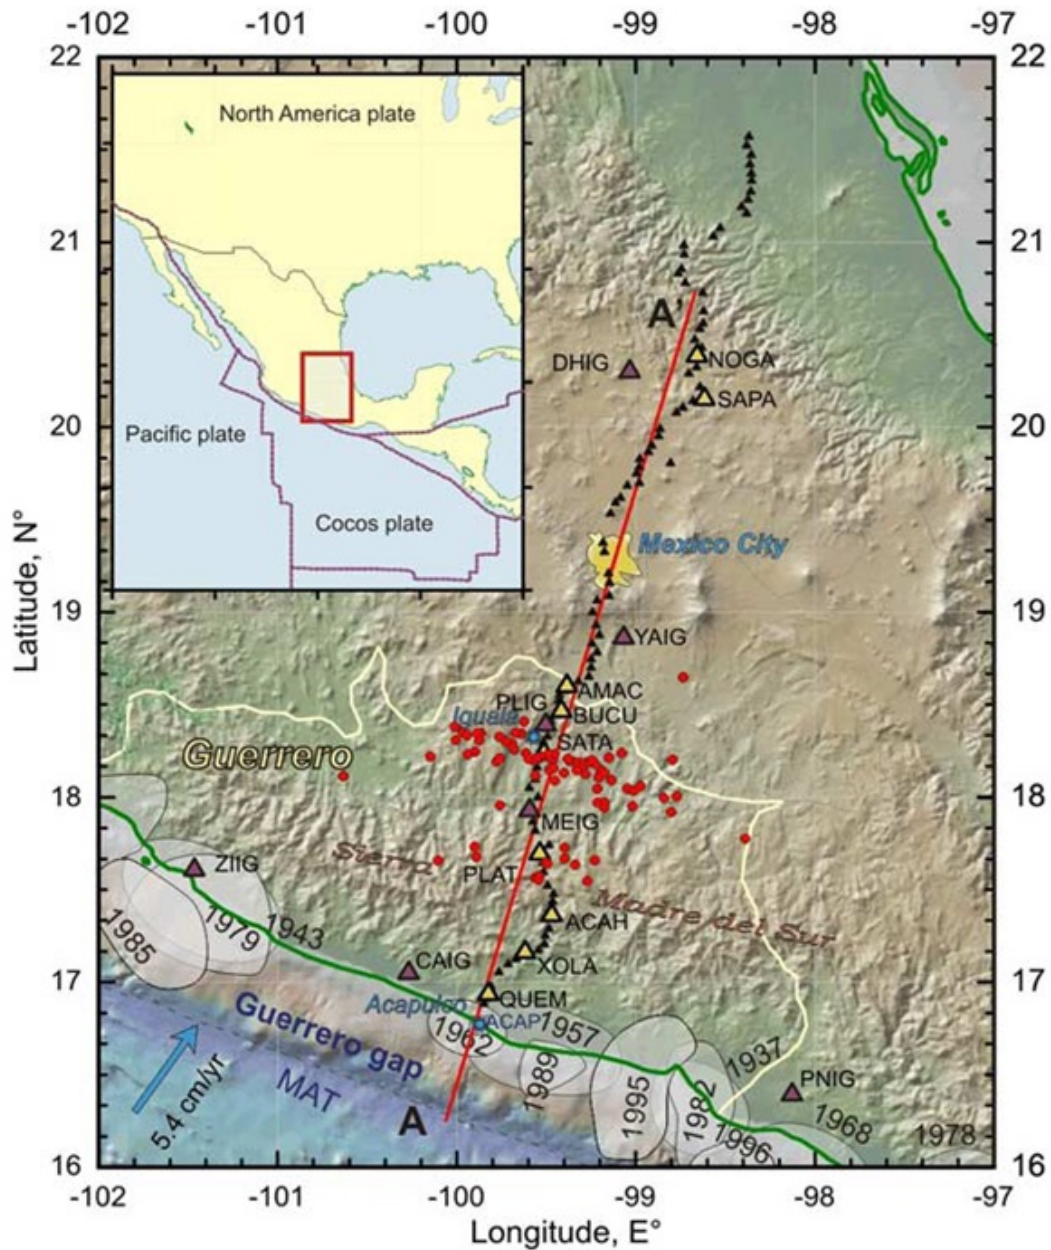 -102 -101 -100 -99 -98 -97
22 22
North America plate
21 21
A'
DHIG NOGA
SAPA
20 20
Pacific plate
Cocos plate
Mexico City
Latitude, N°
19 19
YAIG
AMAC
PLIG
BUCU
Iguala
SATA
Guerrero
18 18
MEIG
Sierra
ZIIG
PLAT
Madre del Sur
ACAH
1985
1979
1943
CAIG
XOLA
17 17
Acapulco
QUEM
ACAP
Guerrero gap
1962
1957
1989
1937
MAT
5.4 cm/yr
PNIG
1995
1982
1968
A
1996
1978
16 16
-102 -101 -100 -99 -98 -97
Longitude, E°